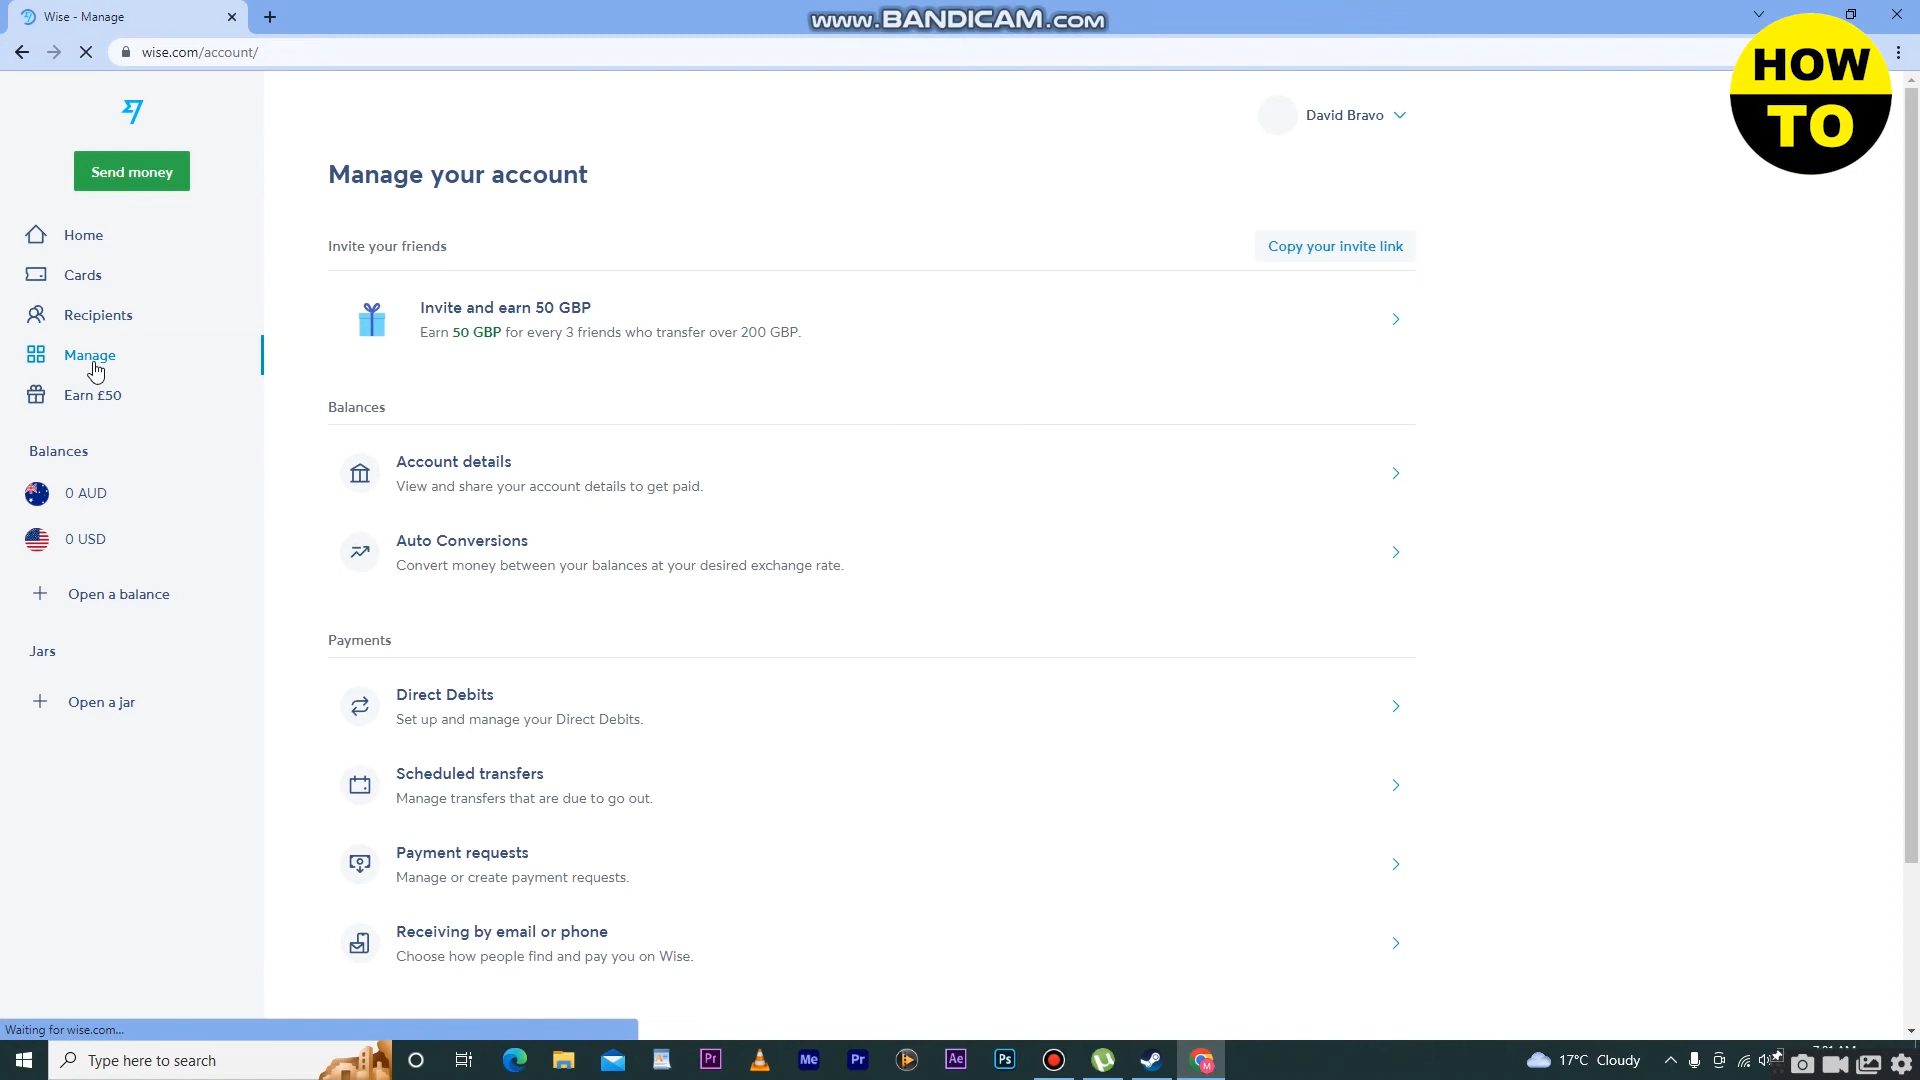 Wise - Manage
www.BANDICAM.com
wise.com/account/
HOW
TO
David Bravo
Send money
Manage your account
Home
Invite your friends
Copy your invite link
Cards
Invite and earn 50 GBP
Earn 50 GBP for every 3 friends who transfer over 200 GBP.
Recipients
Manage
Earn £50
Balances
Balances
Account details
View and share your account details to get paid.
0 AUD
Auto Conversions
Convert money between your balances at your desired exchange rate.
0 USD
Open a balance
Payments
Jars
Direct Debits
Set up and manage your Direct Debits.
Open a jar
Scheduled transfers
Manage transfers that are due to go out.
Payment requests
Manage or create payment requests.
Receiving by email or phone
Choose how people find and pay you on Wise.
Waiting for wise.com...
Type here to search
Pr
Me
Pr
Ae
Ps
M
17°C Cloudy